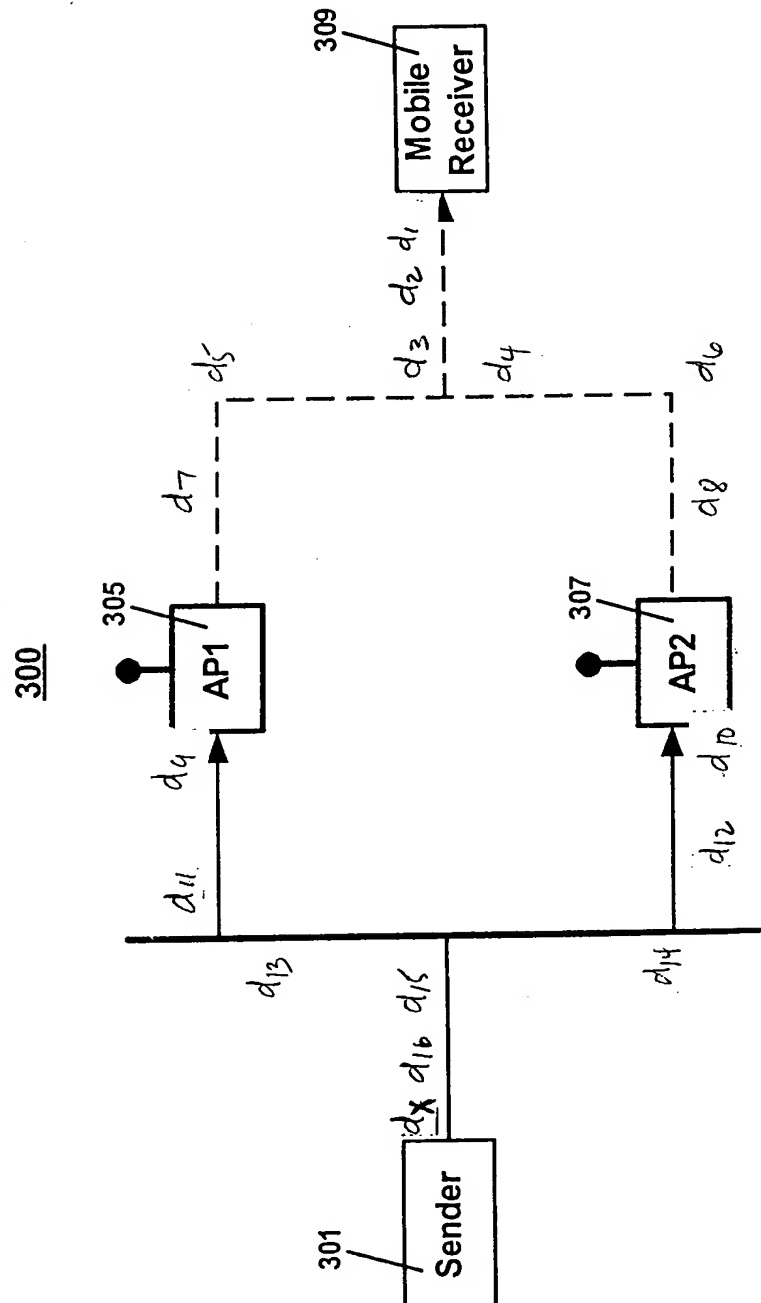 300
305
AP1
307
AP2
309
Mobile
Receiver
301
Sender
d1
d2
d3
d4
d5
d6
d7
d8
d9
d10
d11
d12
d13
d14
d15
d16
dx